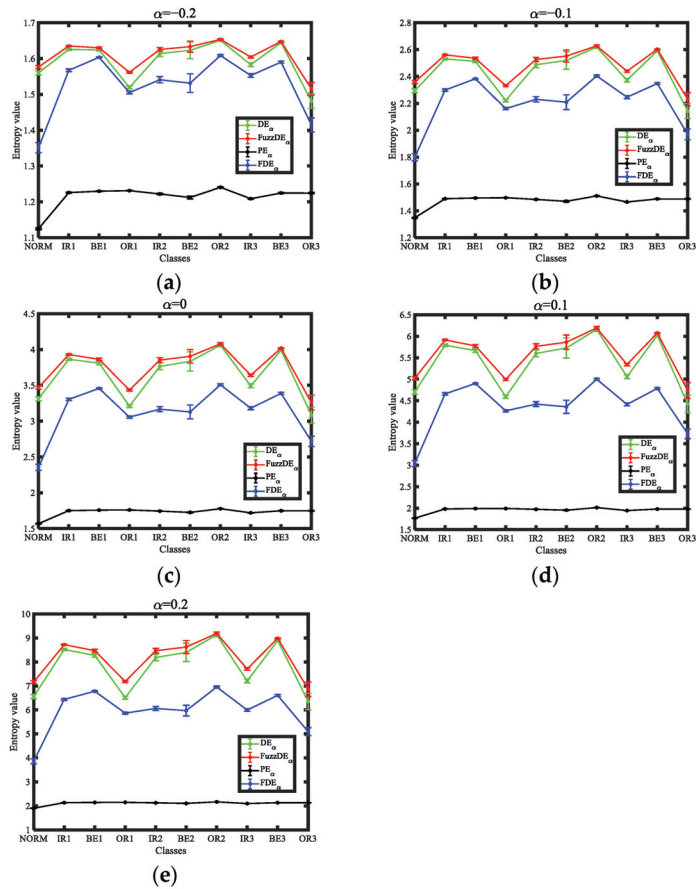 α=−0.2
1.7
1.6
1.5
1.4
1.3
1.2
1.1
Entropy value
DEα
FuzzDEα
PEα
FDEα
NORM IR1 BE1 OR1 IR2 BE2 OR2 IR3 BE3 OR3
Classes
(a)
α=−0.1
2.8
2.6
2.4
2.2
2
1.8
1.6
1.4
1.2
Entropy value
DEα
FuzzDEα
PEα
FDEα
NORM IR1 BE1 OR1 IR2 BE2 OR2 IR3 BE3 OR3
Classes
(b)
α=0
4.5
4
3.5
3
2.5
2
1.5
Entropy value
DEα
FuzzDEα
PEα
FDEα
NORM IR1 BE1 OR1 IR2 BE2 OR2 IR3 BE3 OR3
Classes
(c)
α=0.1
6.5
6
5.5
5
4.5
4
3.5
3
2.5
2
1.5
Entropy value
DEα
FuzzDEα
PEα
FDEα
NORM IR1 BE1 OR1 IR2 BE2 OR2 IR3 BE3 OR3
Classes
(d)
α=0.2
10
9
8
7
6
5
4
3
2
1
Entropy value
DEα
FuzzDEα
PEα
FDEα
NORM IR1 BE1 OR1 IR2 BE2 OR2 IR3 BE3 OR3
Classes
(e)